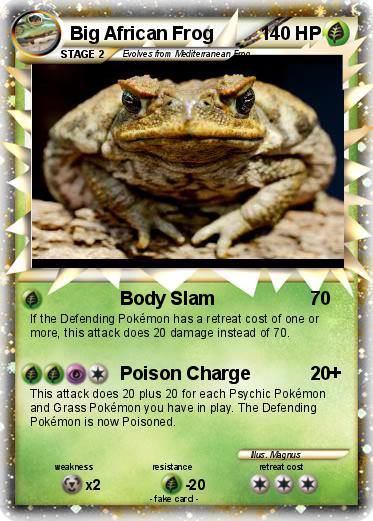 Big African Frog 140 HP
STAGE 2 Evolves from Mediterranean Frog
Body Slam 70
If the Defending Pokémon has a retreat cost of one or
more, this attack does 20 damage instead of 70.
Poison Charge 20+
This attack does 20 plus 20 for each Psychic Pokémon
and Grass Pokémon you have in play. The Defending
Pokémon is now Poisoned.
Illus. Magnus
weakness resistance retreat cost
x2 -20
- fake card -